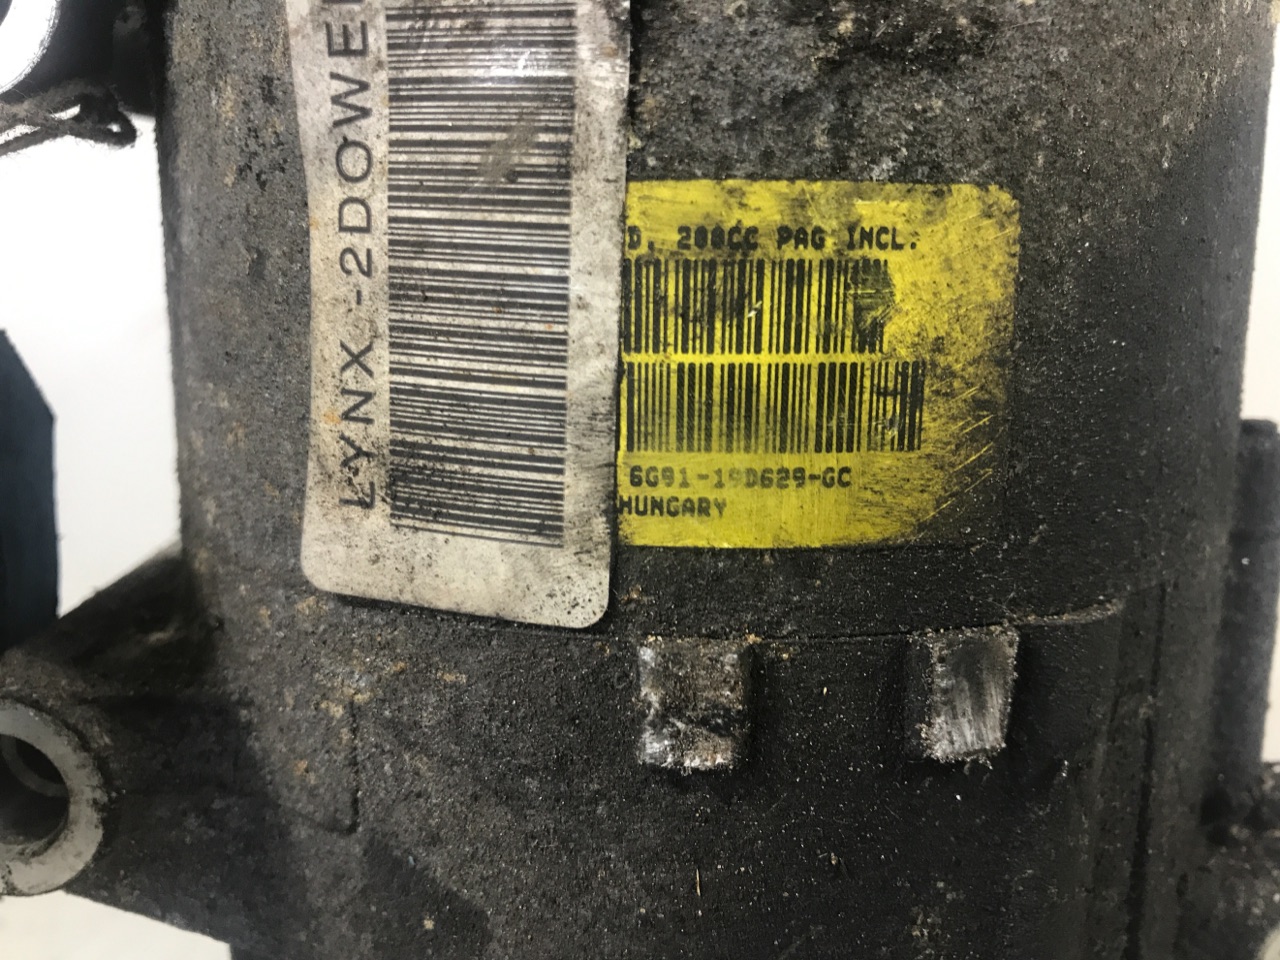 LYNX-2DOWE
D. 200CC PAG INCL.
6G91-19D629-GC
HUNGARY